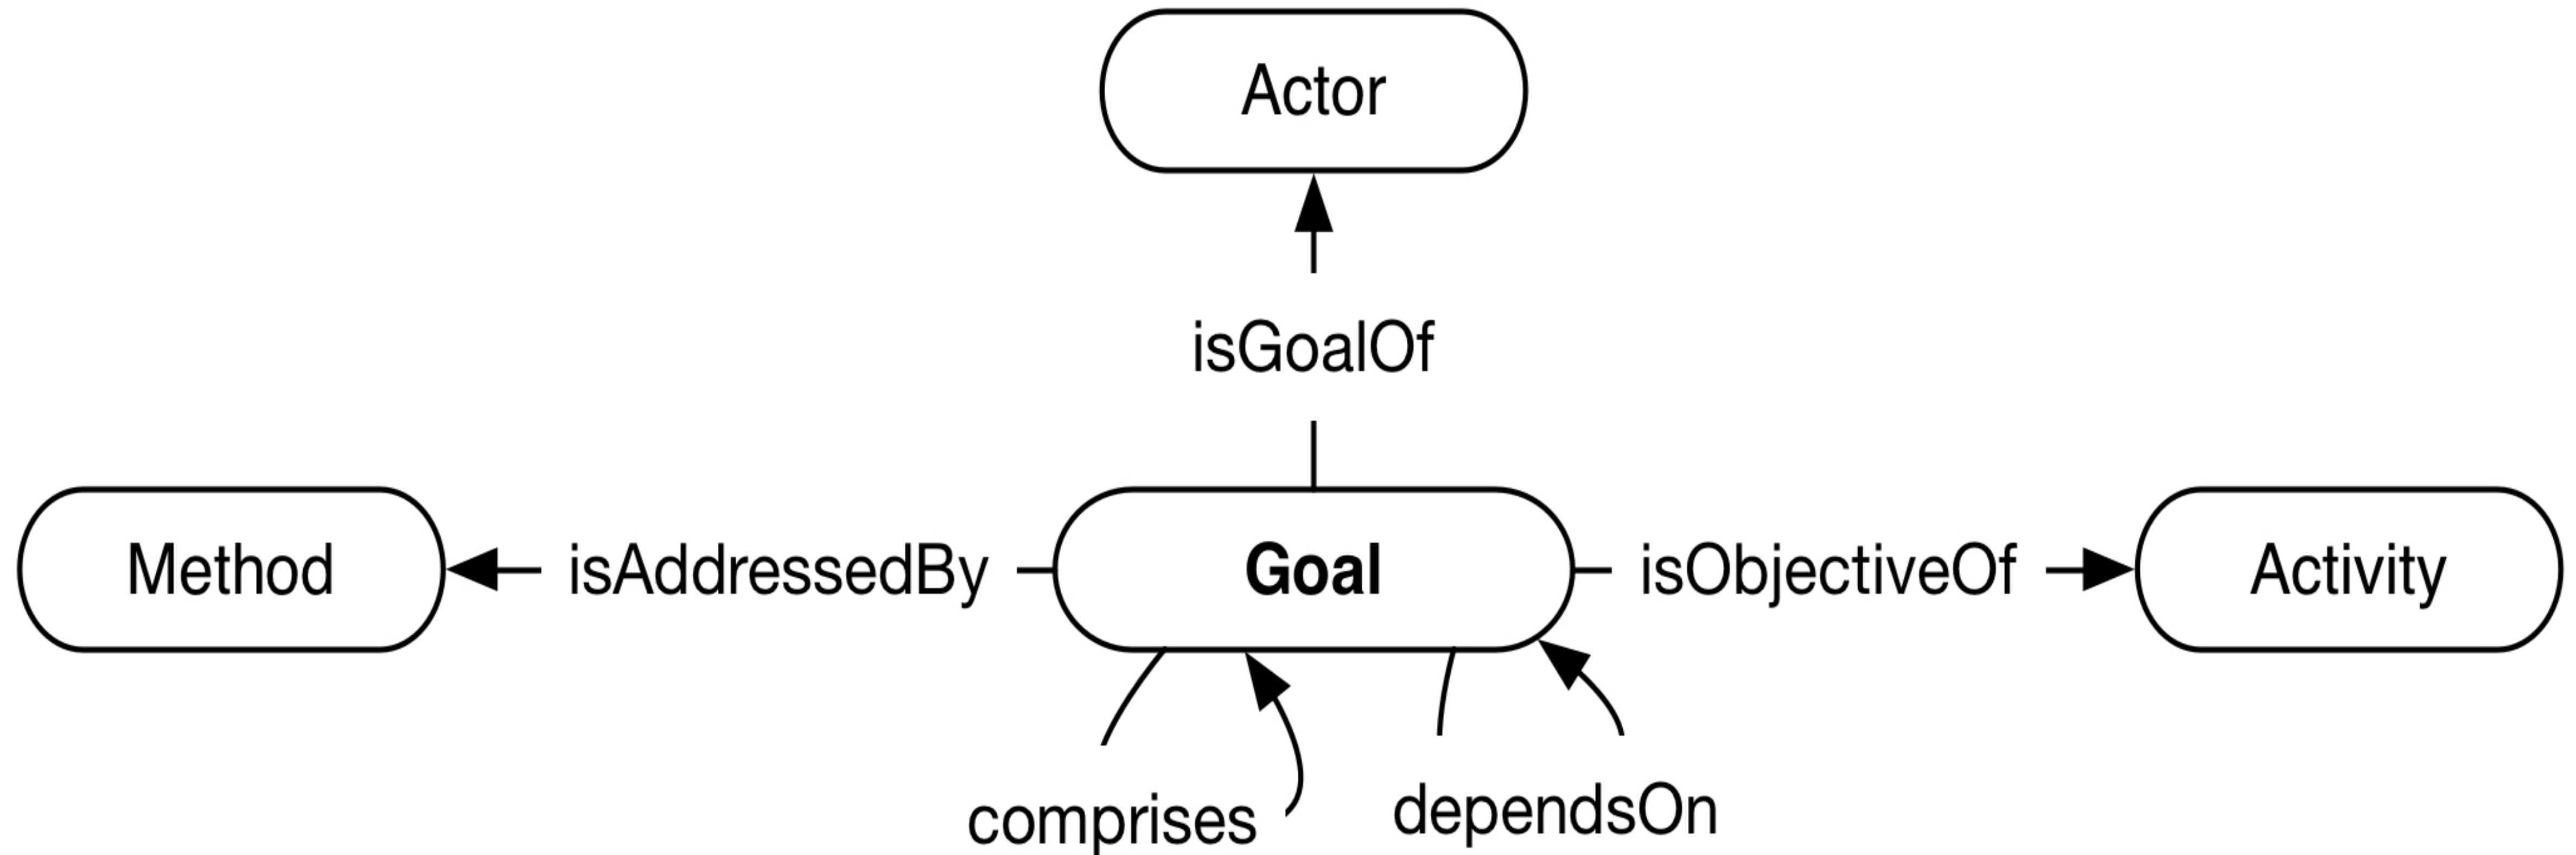 Actor
isGoalOf
Method
isAddressedBy
Goal
isObjectiveOf
Activity
comprises
dependsOn